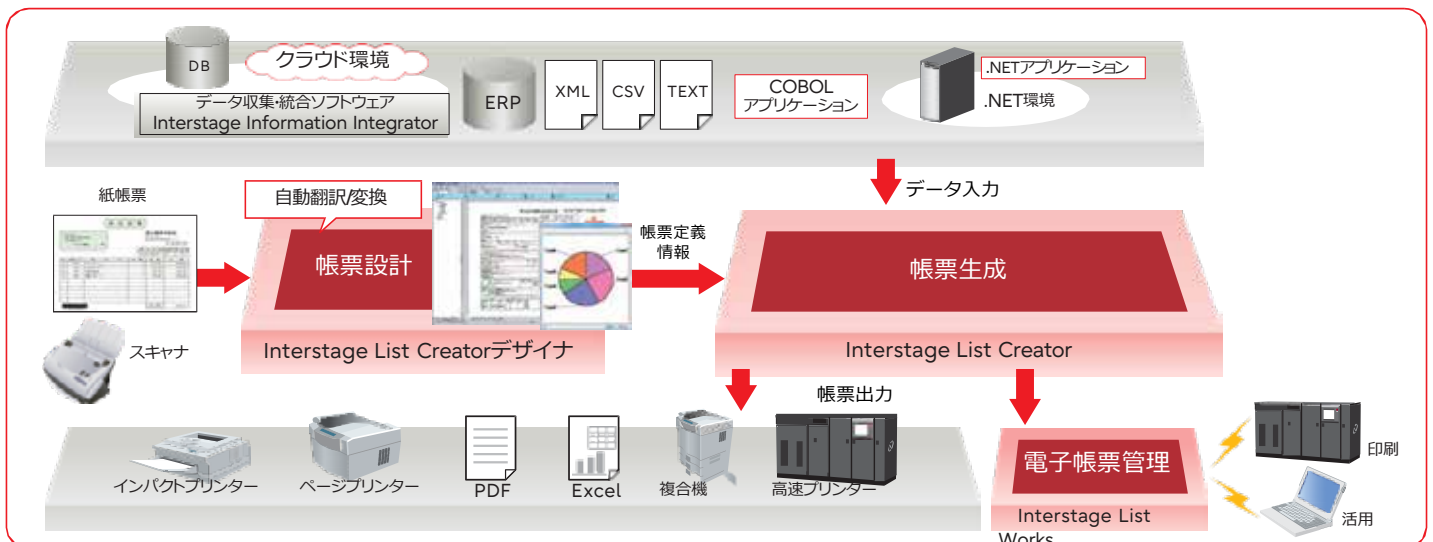 DB
クラウド環境
データ収集・統合ソフトウェア
Interstage Information Integrator
ERP
XML
CSV
TEXT
COBOL
アプリケーション
.NETアプリケーション
.NET環境
データ入力
紙帳票
自動翻訳/変換
帳票設計
帳票定義
情報
帳票生成
スキャナ
Interstage List Creatorデザイナ
Interstage List Creator
帳票出力
インパクトプリンター
ページプリンター
PDF
Excel
複合機
高速プリンター
電子帳票管理
Interstage List
Works
印刷
活用